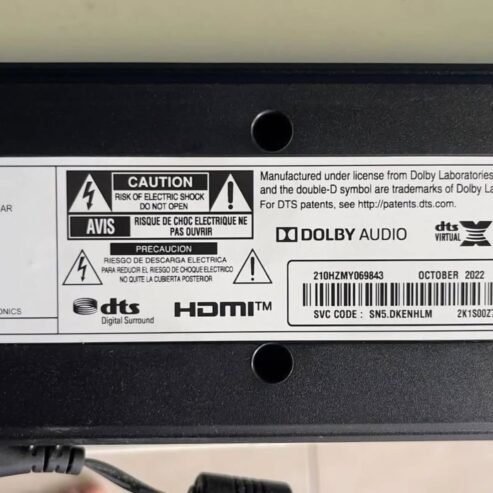 AR
ONICS
CAUTION
RISK OF ELECTRIC SHOCK
DO NOT OPEN
AVIS
RISQUE DE CHOC ELECTRIQUE NE
PAS OUVRIR
PRECAUCION
RIESGO DE DESCARGA ELECTRICA
PARA REDUCIR EL RIESGO DE CHOQUE ELECTRICO
NO QUITE LA CUBIERTA POSTERIOR
dts
Digital Surround
HDMI™
Manufactured under license from Dolby Laboratories
and the double-D symbol are trademarks of Dolby La
For DTS patents, see http://patents.dts.com.
DOLBY AUDIO
dts
VIRTUAL X
210HZMY069843 OCTOBER 2022
SVC CODE : SN5.DKENHLM 2K1S00Z7